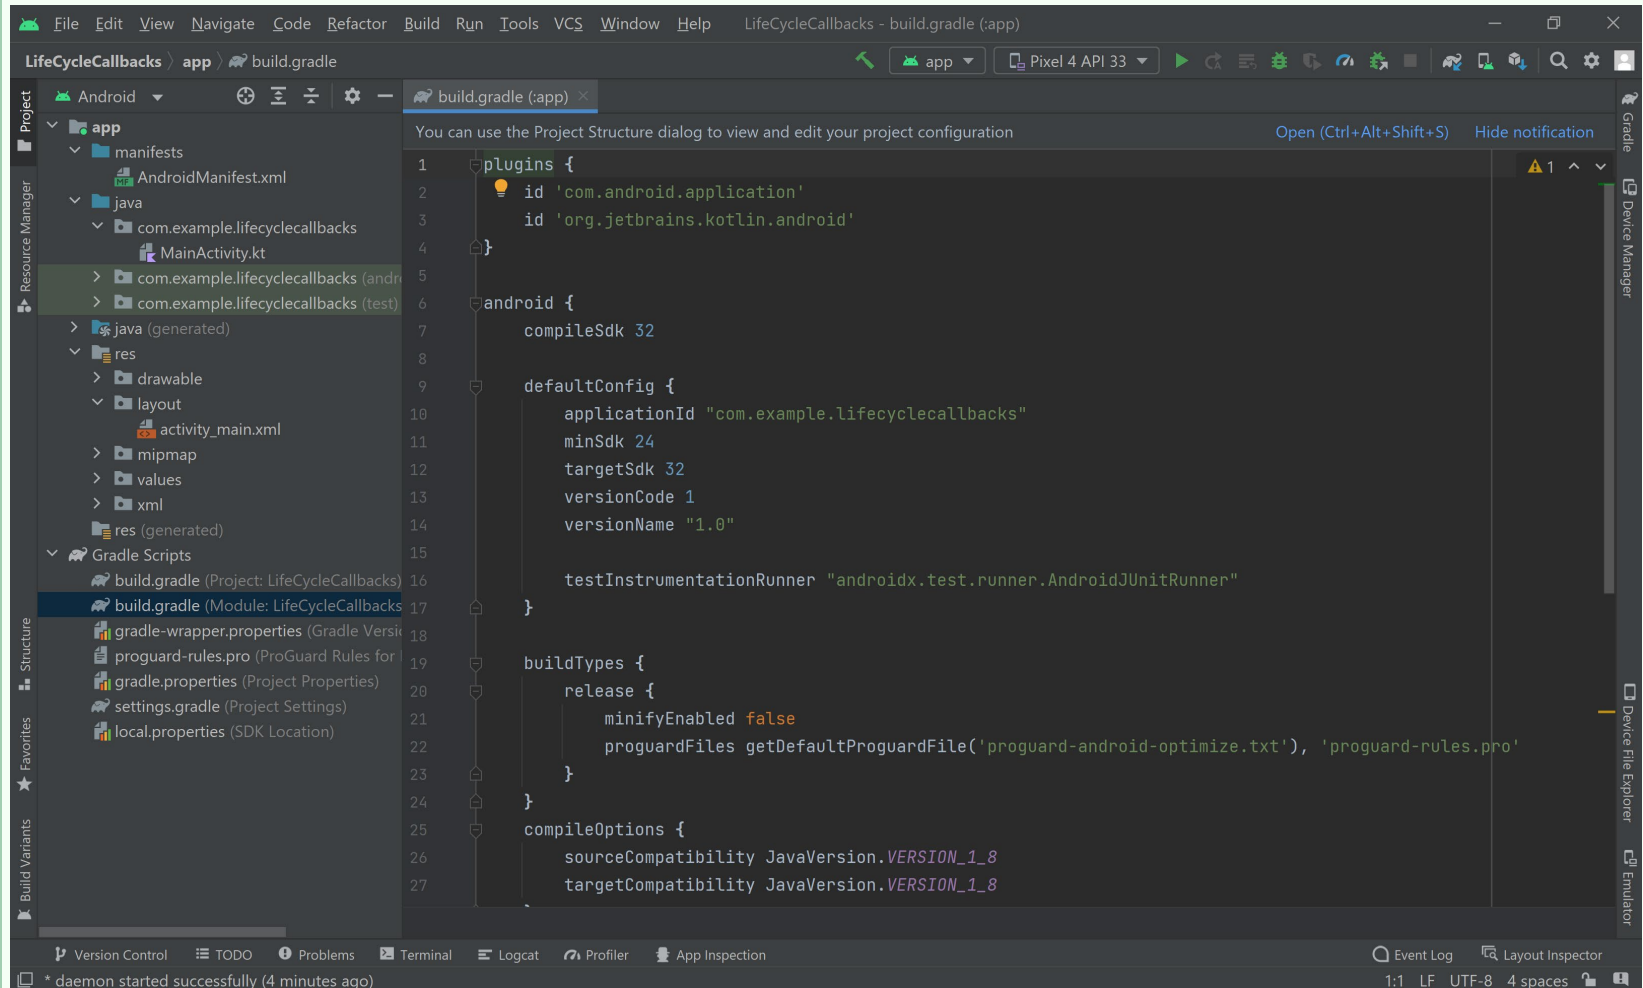 File Edit View Navigate Code Refactor Build Run Tools VCS Window Help LifeCycleCallbacks - build.gradle (:app)
LifeCycleCallbacks app build.gradle
app Pixel 4 API 33
Project
Resource Manager
Structure
Favorites
Build Variants
Android
app
manifests
AndroidManifest.xml
java
com.example.lifecyclecallbacks
MainActivity.kt
com.example.lifecyclecallbacks (andr
com.example.lifecyclecallbacks (test)
java (generated)
res
drawable
layout
activity_main.xml
mipmap
values
xml
res (generated)
Gradle Scripts
build.gradle (Project: LifeCycleCallbacks)
build.gradle (Module: LifeCycleCallbacks
gradle-wrapper.properties (Gradle Versi
proguard-rules.pro (ProGuard Rules for
gradle.properties (Project Properties)
settings.gradle (Project Settings)
local.properties (SDK Location)
build.gradle (:app)
You can use the Project Structure dialog to view and edit your project configuration Open (Ctrl+Alt+Shift+S) Hide notification
1 plugins { 1
2 id 'com.android.application'
3 id 'org.jetbrains.kotlin.android'
4 }
5
6 android {
7 compileSdk 32
8
9 defaultConfig {
10 applicationId "com.example.lifecyclecallbacks"
11 minSdk 24
12 targetSdk 32
13 versionCode 1
14 versionName "1.0"
15
16 testInstrumentationRunner "androidx.test.runner.AndroidJUnitRunner"
17 }
18
19 buildTypes {
20 release {
21 minifyEnabled false
22 proguardFiles getDefaultProguardFile('proguard-android-optimize.txt'), 'proguard-rules.pro'
23 }
24 }
25 compileOptions {
26 sourceCompatibility JavaVersion.VERSION_1_8
27 targetCompatibility JavaVersion.VERSION_1_8
Gradle
Device Manager
Device File Explorer
Emulator
Version Control TODO Problems Terminal Logcat Profiler App Inspection Event Log Layout Inspector
* daemon started successfully (4 minutes ago) 1:1 LF UTF-8 4 spaces